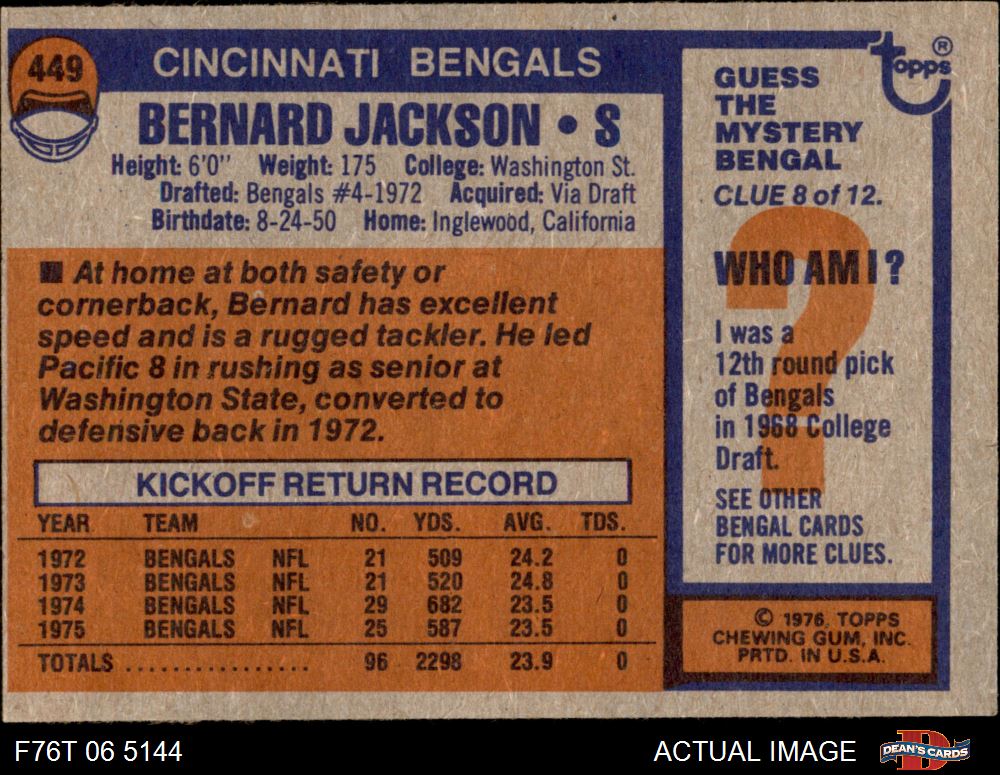 449
CINCINNATI BENGALS
BERNARD JACKSON • S
Height: 6'0" Weight: 175 College: Washington St.
Drafted: Bengals #4-1972 Acquired: Via Draft
Birthdate: 8-24-50 Home: Inglewood, California
■ At home at both safety or
cornerback, Bernard has excellent
speed and is a rugged tackler. He led
Pacific 8 in rushing as senior at
Washington State, converted to
defensive back in 1972.
KICKOFF RETURN RECORD
YEAR TEAM NO. YDS. AVG. TDS.
1972 BENGALS NFL 21 509 24.2 0
1973 BENGALS NFL 21 520 24.8 0
1974 BENGALS NFL 29 682 23.5 0
1975 BENGALS NFL 25 587 23.5 0
TOTALS ................ 96 2298 23.9 0
topps ®
GUESS
THE
MYSTERY
BENGAL
CLUE 8 of 12.
?
WHO AM I?
I was a
12th round pick
of Bengals
in 1968 College
Draft.
SEE OTHER
BENGAL CARDS
FOR MORE CLUES.
© 1976, TOPPS
CHEWING GUM, INC.
PRTD. IN U.S.A.
F76T 06 5144
ACTUAL IMAGE
D
DEAN'S CARDS